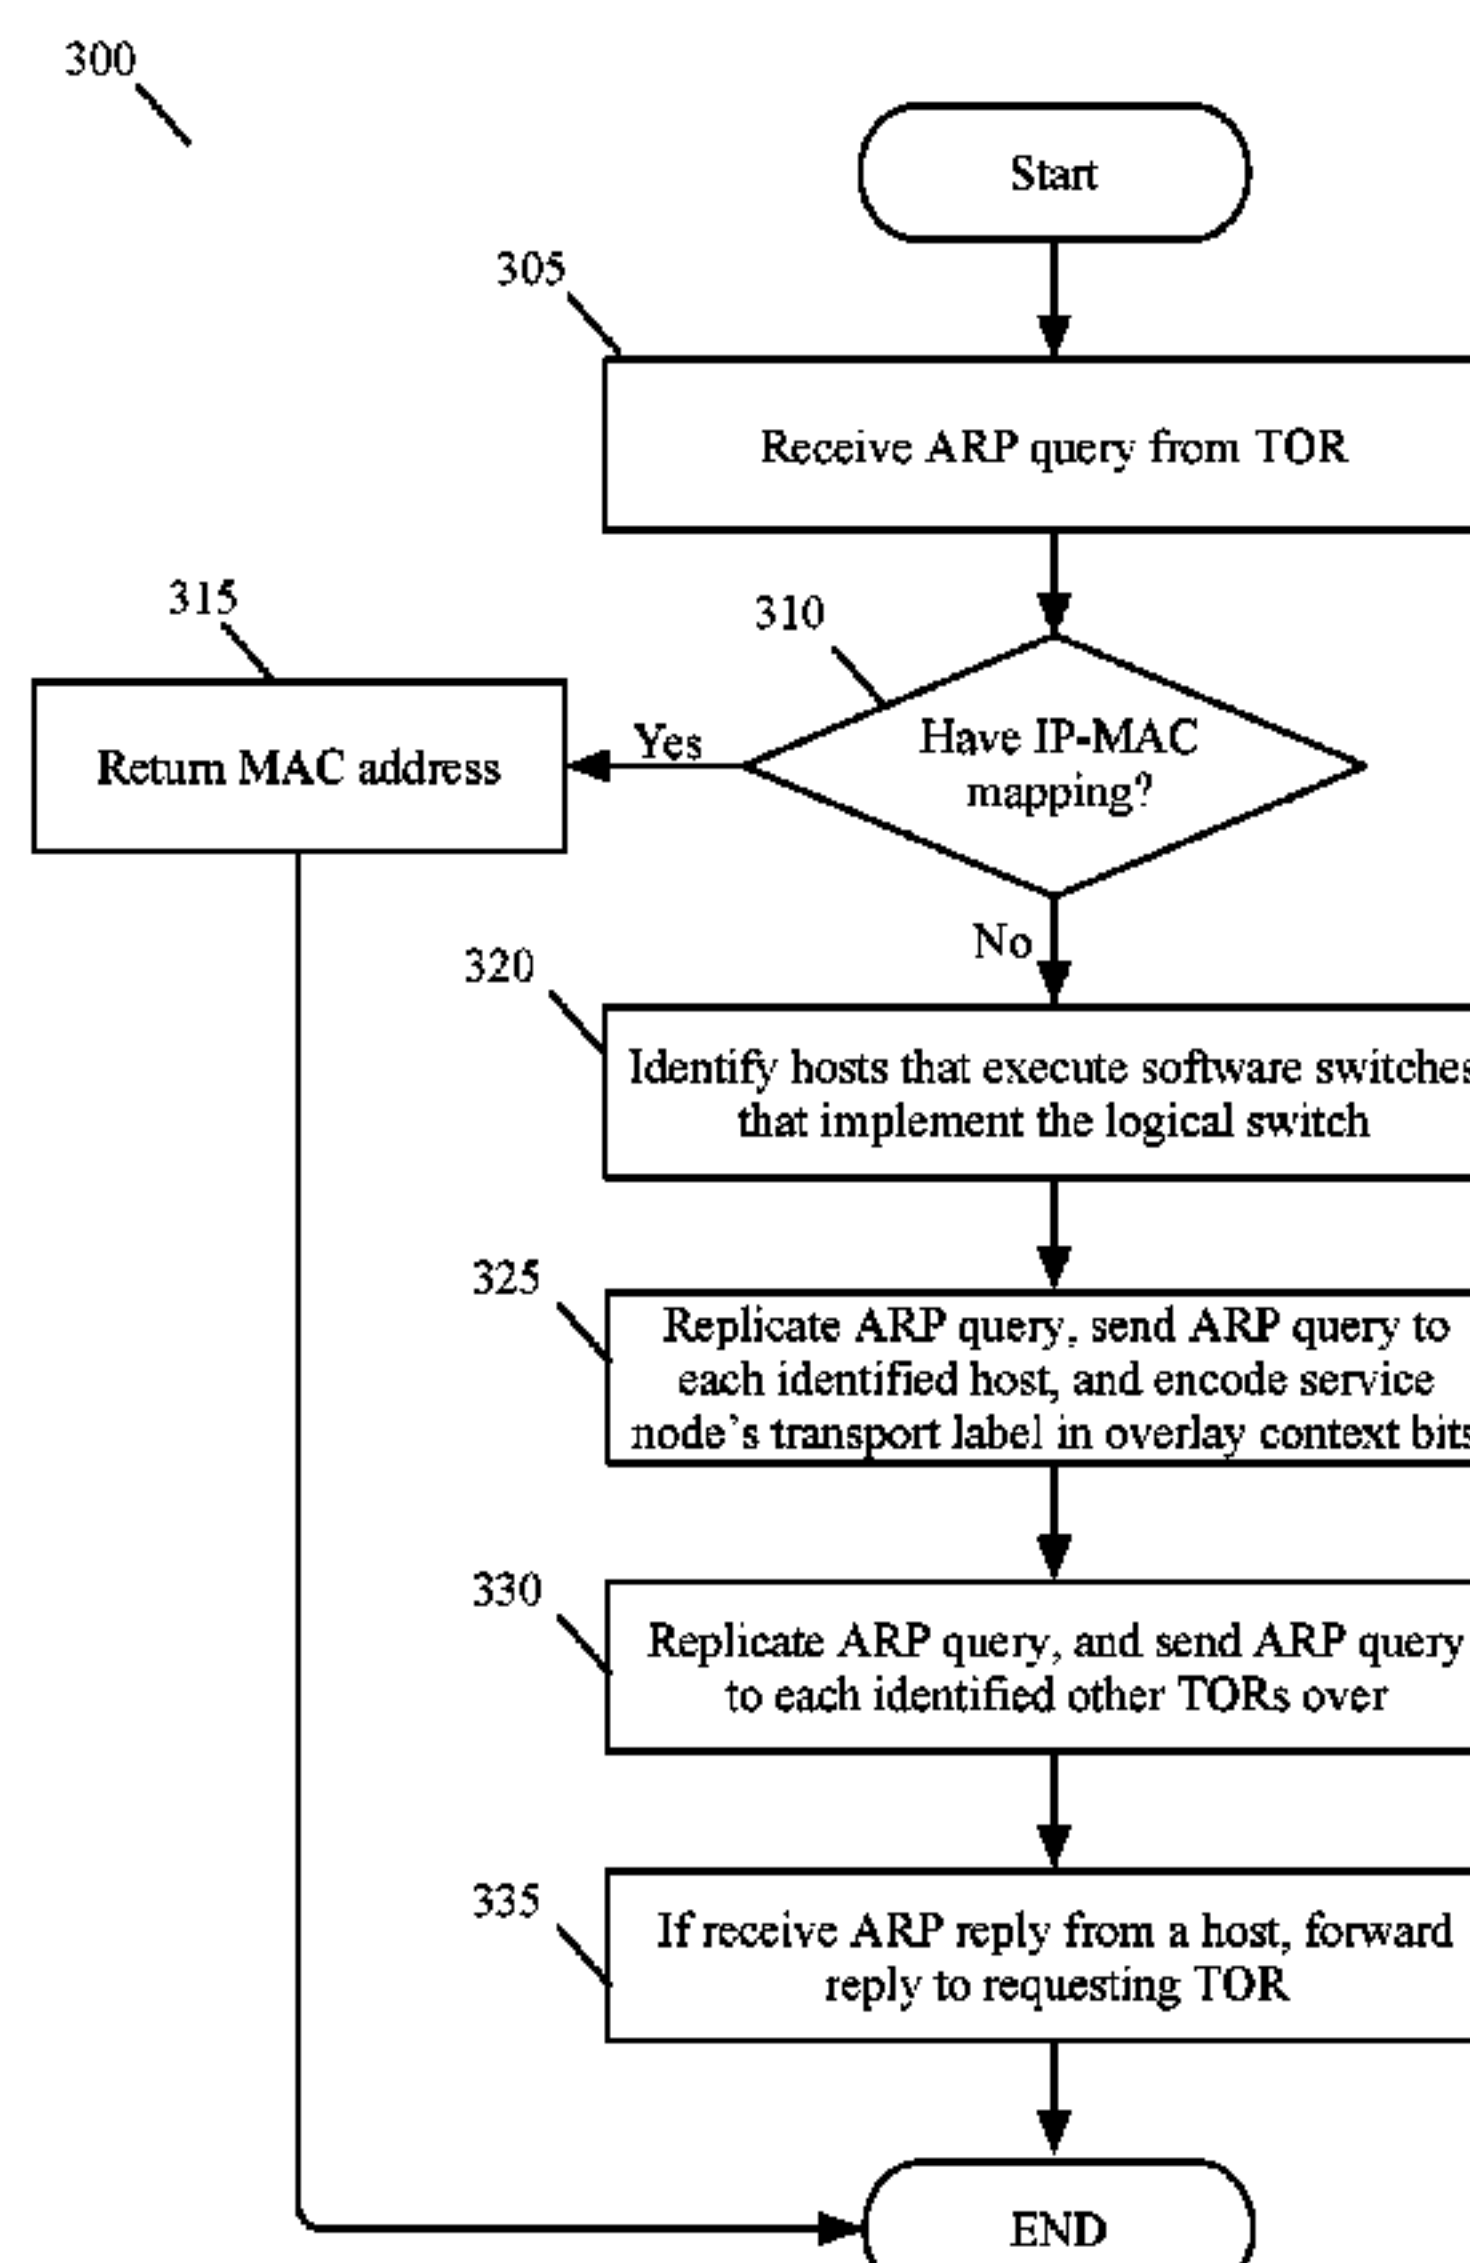 300
Start
305
Receive ARP query from TOR
315
310
Return MAC address
Yes
Have IP-MAC
mapping?
No
320
Identify hosts that execute software switches
that implement the logical switch
325
Replicate ARP query, send ARP query to
each identified host, and encode service
node's transport label in overlay context bits
330
Replicate ARP query, and send ARP query
to each identified other TORs over
335
If receive ARP reply from a host, forward
reply to requesting TOR
END